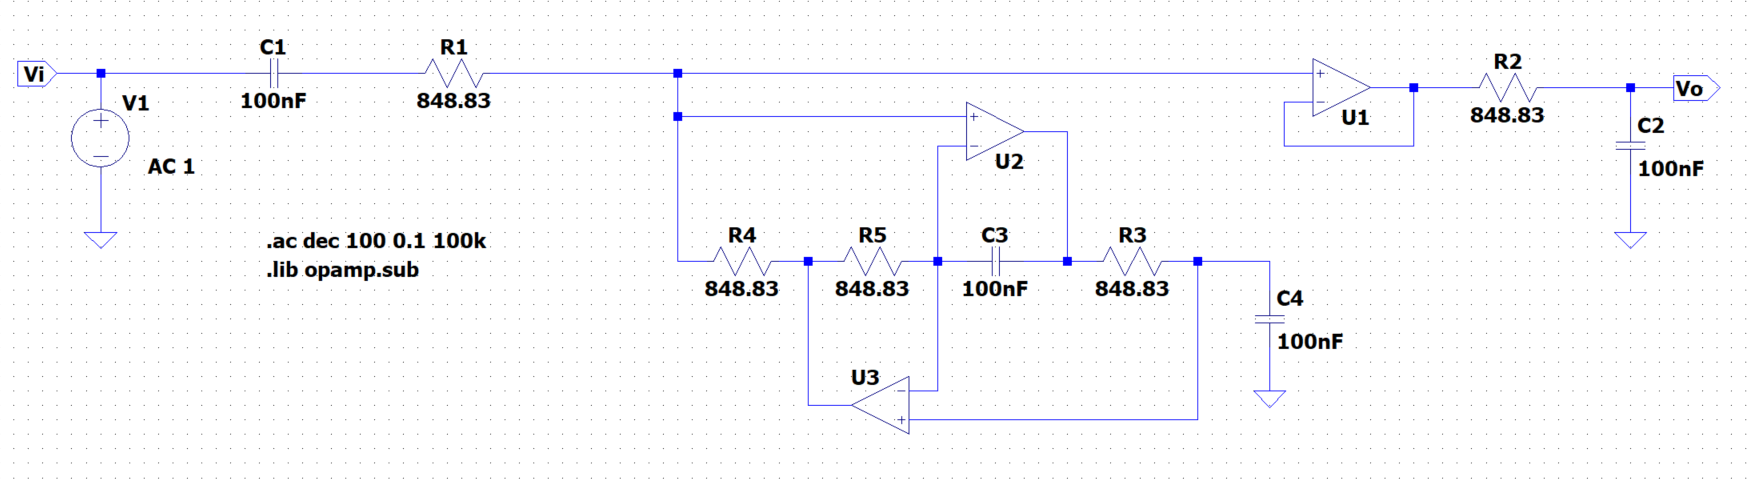 C1
R1
R2
Vi
Vo
V1
100nF
848.83
848.83
U1
C2
AC 1
U2
100nF
.ac dec 100 0.1 100k
.lib opamp.sub
R4
R5
C3
R3
848.83
848.83
100nF
848.83
C4
100nF
U3